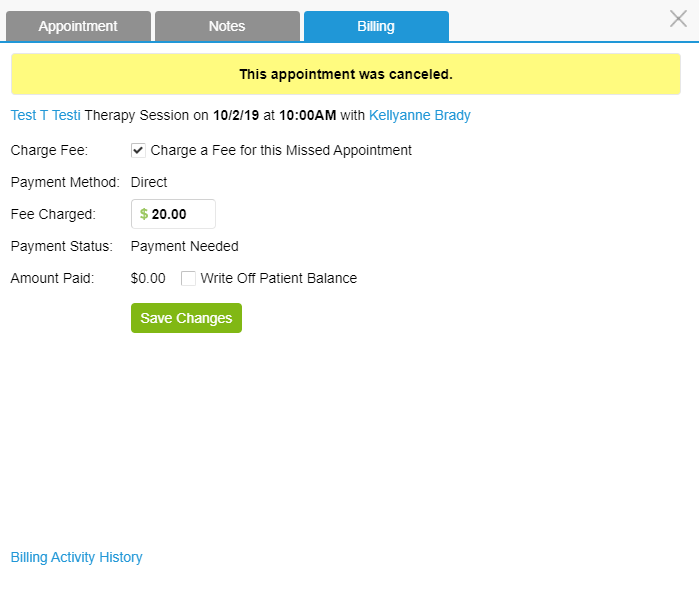 Appointment Notes Billing
This appointment was canceled.
Test T Testi Therapy Session on 10/2/19 at 10:00AM with Kellyanne Brady
Charge Fee: Charge a Fee for this Missed Appointment
Payment Method: Direct
Fee Charged: $ 20.00
Payment Status: Payment Needed
Amount Paid: $0.00 Write Off Patient Balance
Save Changes
Billing Activity History